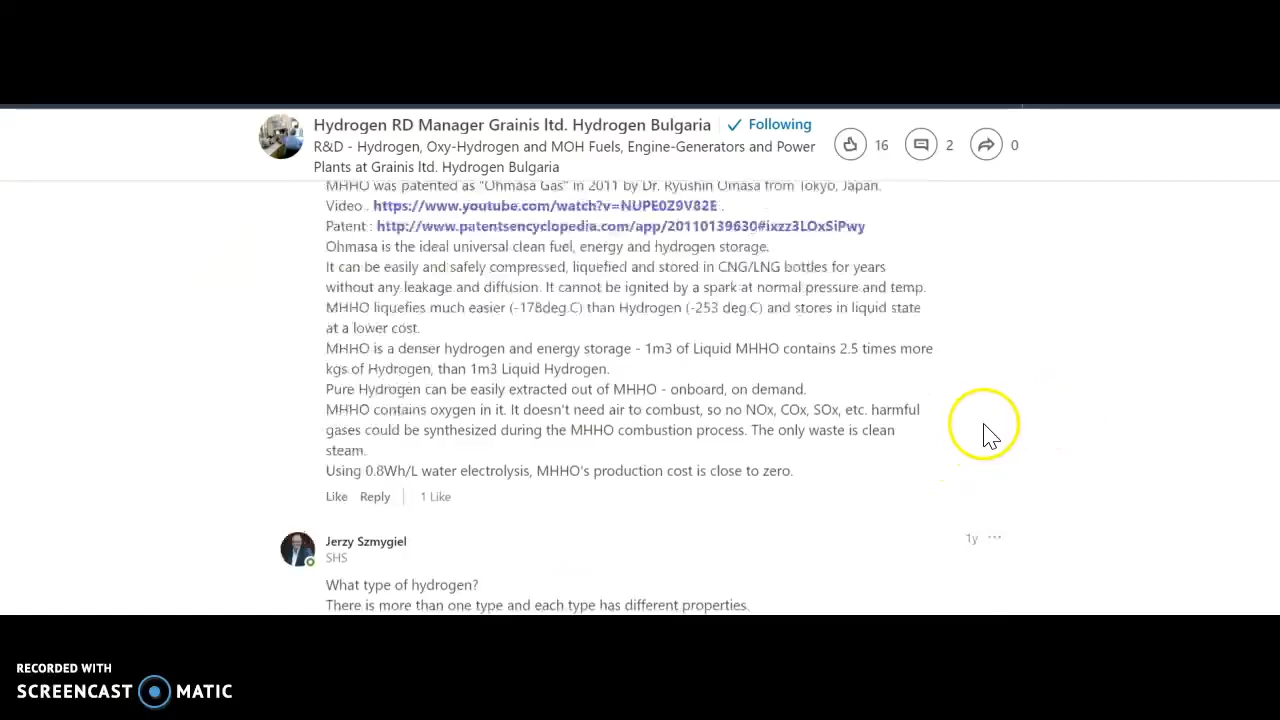 Hydrogen RD Manager Grainis ltd. Hydrogen Bulgaria Following
R&D - Hydrogen, Oxy-Hydrogen and MOH Fuels, Engine-Generators and Power
Plants at Grainis ltd. Hydrogen Bulgaria
16 2 0
MHHO was patented as "Ohmasa Gas" in 2011 by Dr. Ryushin Omasa from Tokyo, Japan.
Video : https://www.youtube.com/watch?v=NUPE0Z9V82E .
Patent : http://www.patentsencyclopedia.com/app/20110139630#ixzz3LOxSiPwy
Ohmasa is the ideal universal clean fuel, energy and hydrogen storage.
It can be easily and safely compressed, liquefied and stored in CNG/LNG bottles for years
without any leakage and diffusion. It cannot be ignited by a spark at normal pressure and temp.
MHHO liquefies much easier (-178deg.C) than Hydrogen (-253 deg.C) and stores in liquid state
at a lower cost.
MHHO is a denser hydrogen and energy storage - 1m3 of Liquid MHHO contains 2.5 times more
kgs of Hydrogen, than 1m3 Liquid Hydrogen.
Pure Hydrogen can be easily extracted out of MHHO - onboard, on demand.
MHHO contains oxygen in it. It doesn't need air to combust, so no NOx, COx, SOx, etc. harmful
gases could be synthesized during the MHHO combustion process. The only waste is clean
steam.
Using 0.8Wh/L water electrolysis, MHHO's production cost is close to zero.
Like Reply 1 Like
Jerzy Szmygiel 1y ...
SHS
What type of hydrogen?
There is more than one type and each type has different properties.
RECORDED WITH
SCREENCAST MATIC